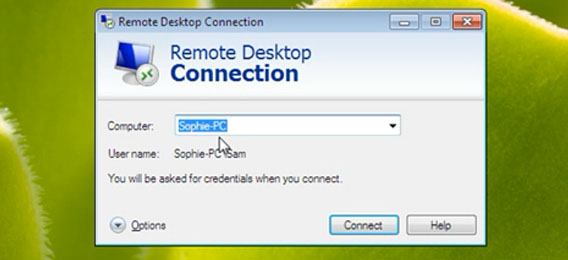 Remote Desktop Connection
Remote Desktop
Connection
Computer: Sophie-PC
User name: Sophie-PC\Sam
You will be asked for credentials when you connect.
Options Connect Help